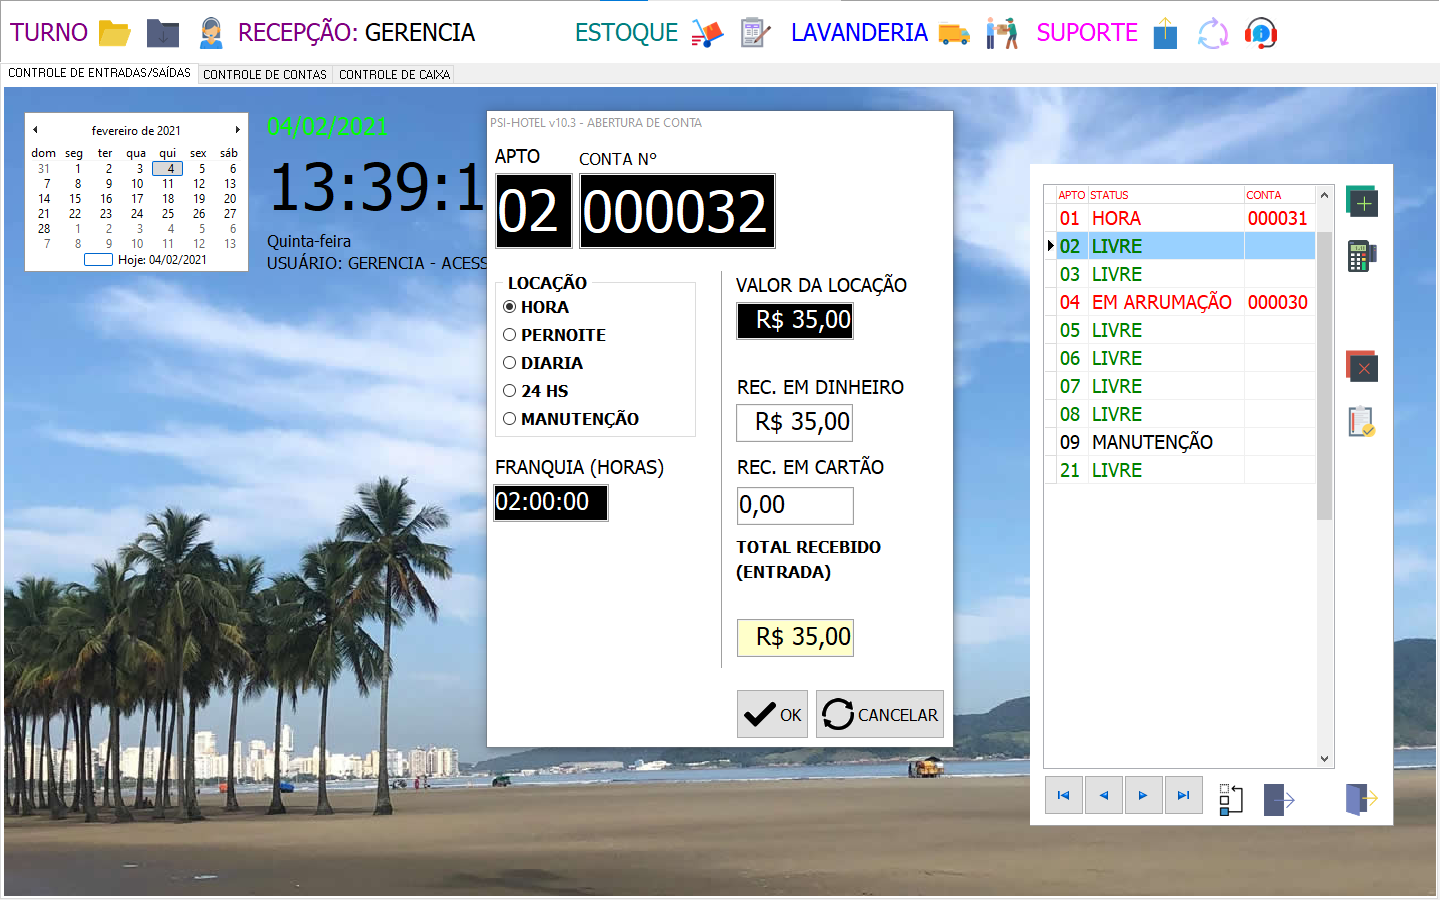 TURNO RECEPÇÃO: GERENCIA ESTOQUE LAVANDERIA SUPORTE
CONTROLE DE ENTRADAS/SAÍDAS CONTROLE DE CONTAS CONTROLE DE CAIXA
fevereiro de 2021
dom seg ter qua qui sex sáb
31 1 2 3 4 5 6
7 8 9 10 11 12 13
14 15 16 17 18 19 20
21 22 23 24 25 26 27
28 1 2 3 4 5 6
7 8 9 10 11 12 13
Hoje: 04/02/2021
04/02/2021
13:39:1
Quinta-feira
USUÁRIO: GERENCIA - ACESS
PSI-HOTEL v10.3 - ABERTURA DE CONTA
APTO CONTA Nº
02 000032
LOCAÇÃO
HORA
PERNOITE
DIARIA
24 HS
MANUTENÇÃO
FRANQUIA (HORAS)
02:00:00
VALOR DA LOCAÇÃO
R$ 35,00
REC. EM DINHEIRO
R$ 35,00
REC. EM CARTÃO
0,00
TOTAL RECEBIDO
(ENTRADA)
R$ 35,00
OK CANCELAR
APTO STATUS CONTA
01 HORA 000031
02 LIVRE
03 LIVRE
04 EM ARRUMAÇÃO 000030
05 LIVRE
06 LIVRE
07 LIVRE
08 LIVRE
09 MANUTENÇÃO
21 LIVRE